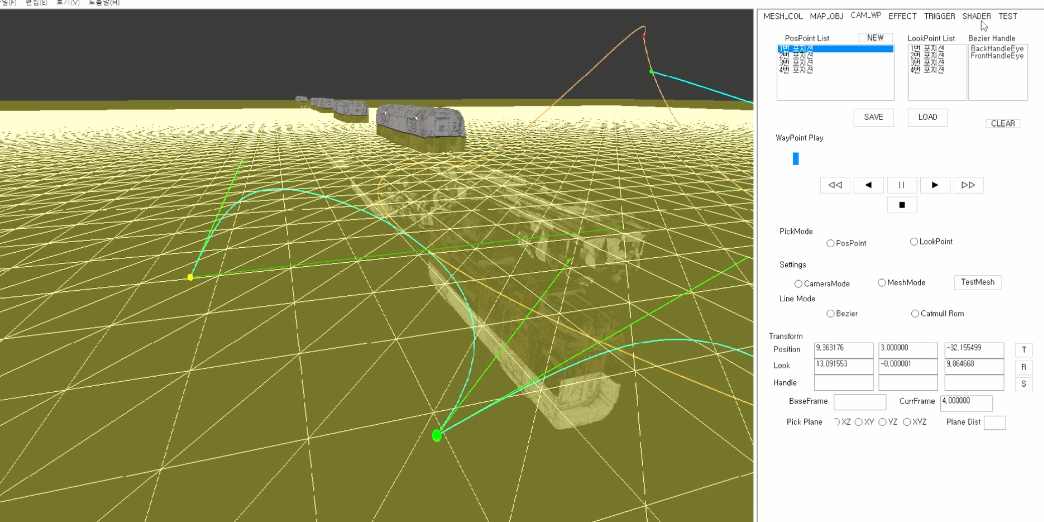 편집(E) 보기(V) 도움말(H)
MESH_COL MAP_OBJ CAM_WP EFFECT TRIGGER SHADER TEST
PosPoint List NEW LookPoint List Bezier Handle
1번 포지션
2번 포지션
3번 포지션
4번 포지션
1번 포지션
2번 포지션
3번 포지션
4번 포지션
BackHandleEye
FrontHandleEye
SAVE LOAD CLEAR
WayPoint Play
PickMode
PosPoint LookPoint
Settings
CameraMode MeshMode TestMesh
Line Mode
Bezier Catmull Rom
Transform
Position 9,363176 3,000000 -32,155499 T
Look 13,091553 -0,000001 9,864668 R
Handle S
BaseFrame CurrFrame 4,000000
Pick Plane XZ XY YZ XYZ Plane Dist